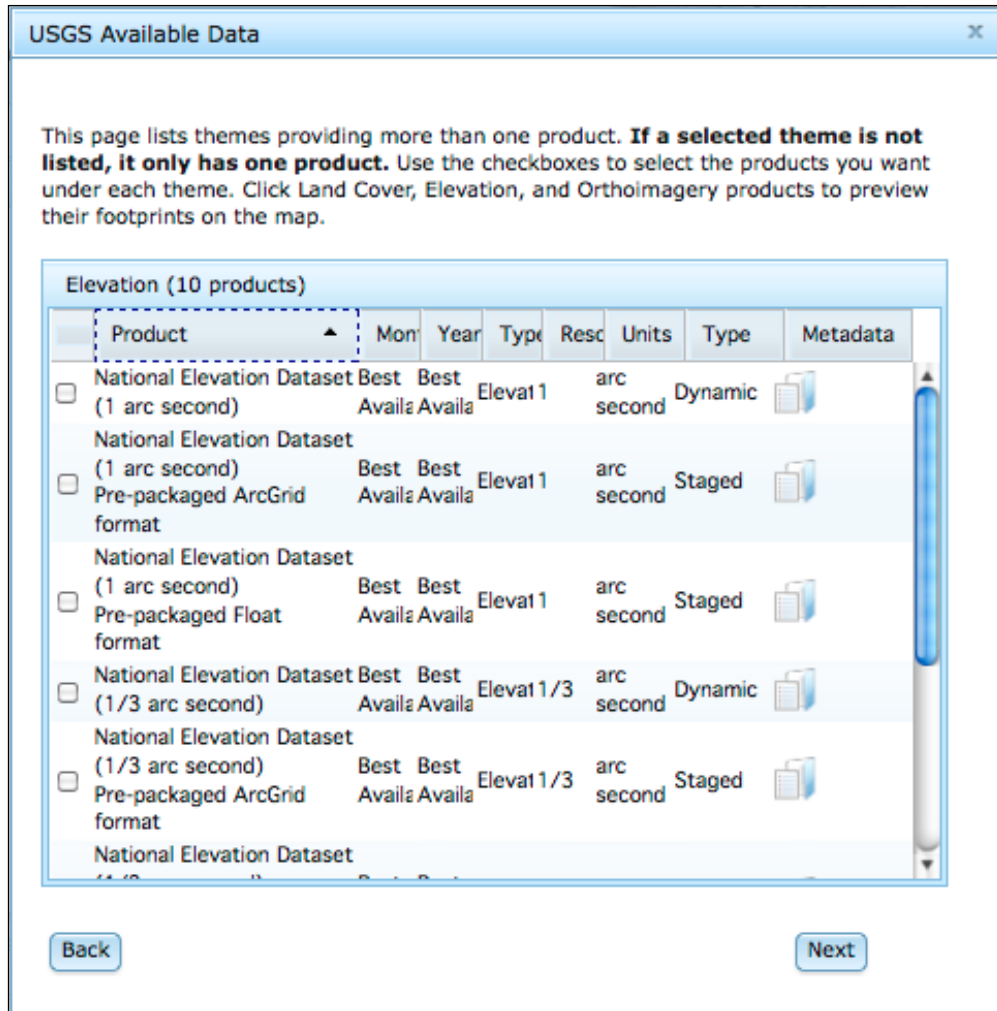 USGS Available Data x
This page lists themes providing more than one product. If a selected theme is not
listed, it only has one product. Use the checkboxes to select the products you want
under each theme. Click Land Cover, Elevation, and Orthoimagery products to preview
their footprints on the map.
Elevation (10 products)
Product Mon Year Type Reso Units Type Metadata
National Elevation Dataset Best Best arc
(1 arc second) Availa Availa Elevat 1 second Dynamic
National Elevation Dataset
(1 arc second) Best Best arc
Pre-packaged ArcGrid Availa Availa Elevat 1 second Staged
format
National Elevation Dataset
(1 arc second) Best Best arc
Pre-packaged Float Availa Availa Elevat 1 second Staged
format
National Elevation Dataset Best Best arc
(1/3 arc second) Availa Availa Elevat 1/3 second Dynamic
National Elevation Dataset
(1/3 arc second) Best Best arc
Pre-packaged ArcGrid Availa Availa Elevat 1/3 second Staged
format
National Elevation Dataset
Back Next